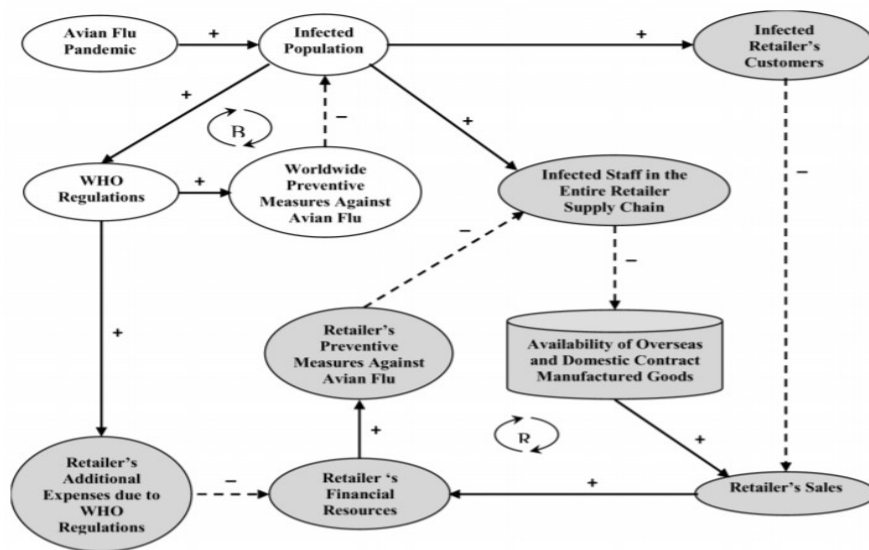 Avian Flu
Pandemic
+
Infected
Population
+
Infected
Retailer's
Customers
+
B
–
+
WHO
Regulations
+
Worldwide
Preventive
Measures Against
Avian Flu
Infected Staff in the
Entire Retailer
Supply Chain
–
–
–
+
Retailer's
Preventive
Measures Against
Avian Flu
Availability of Overseas
and Domestic Contract
Manufactured Goods
+
R
+
Retailer's
Additional
Expenses due to
WHO
Regulations
–
Retailer 's
Financial
Resources
+
Retailer's Sales